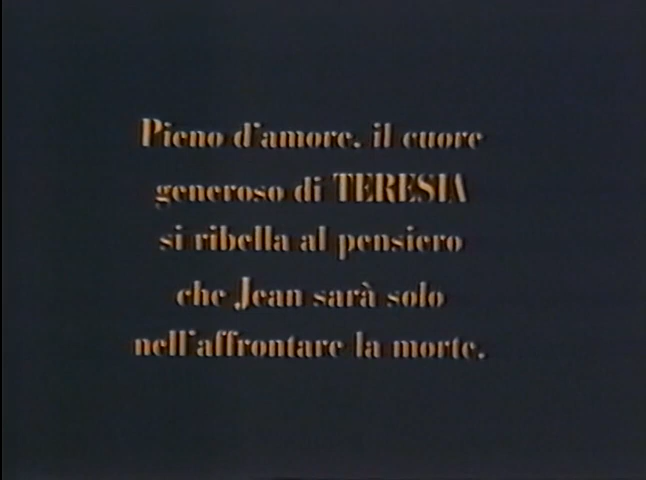 Pieno d'amore, il cuore
generoso di TERESIA
si ribella al pensiero
che Jean sarà solo
nell'affrontare la morte.